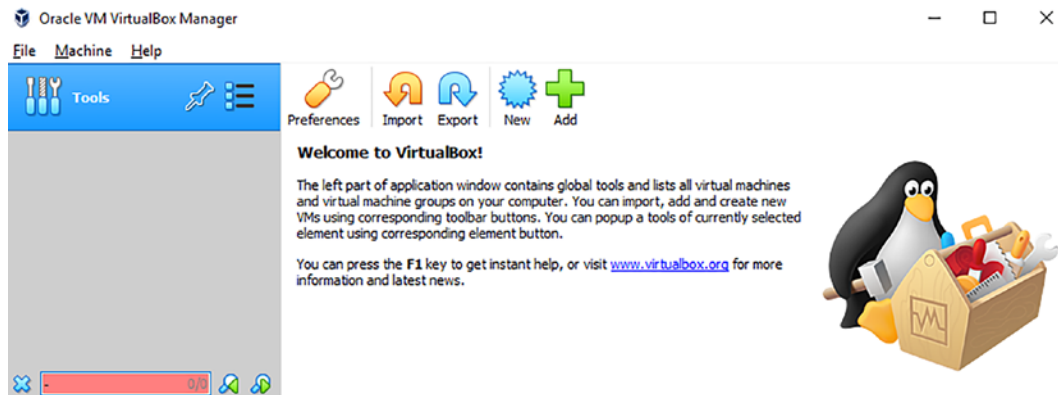 Oracle VM VirtualBox Manager
File Machine Help
Tools
Preferences Import Export New Add
Welcome to VirtualBox!
The left part of application window contains global tools and lists all virtual machines
and virtual machine groups on your computer. You can import, add and create new
VMs using corresponding toolbar buttons. You can popup a tools of currently selected
element using corresponding element button.
You can press the F1 key to get instant help, or visit www.virtualbox.org for more
information and latest news.
- 0/0